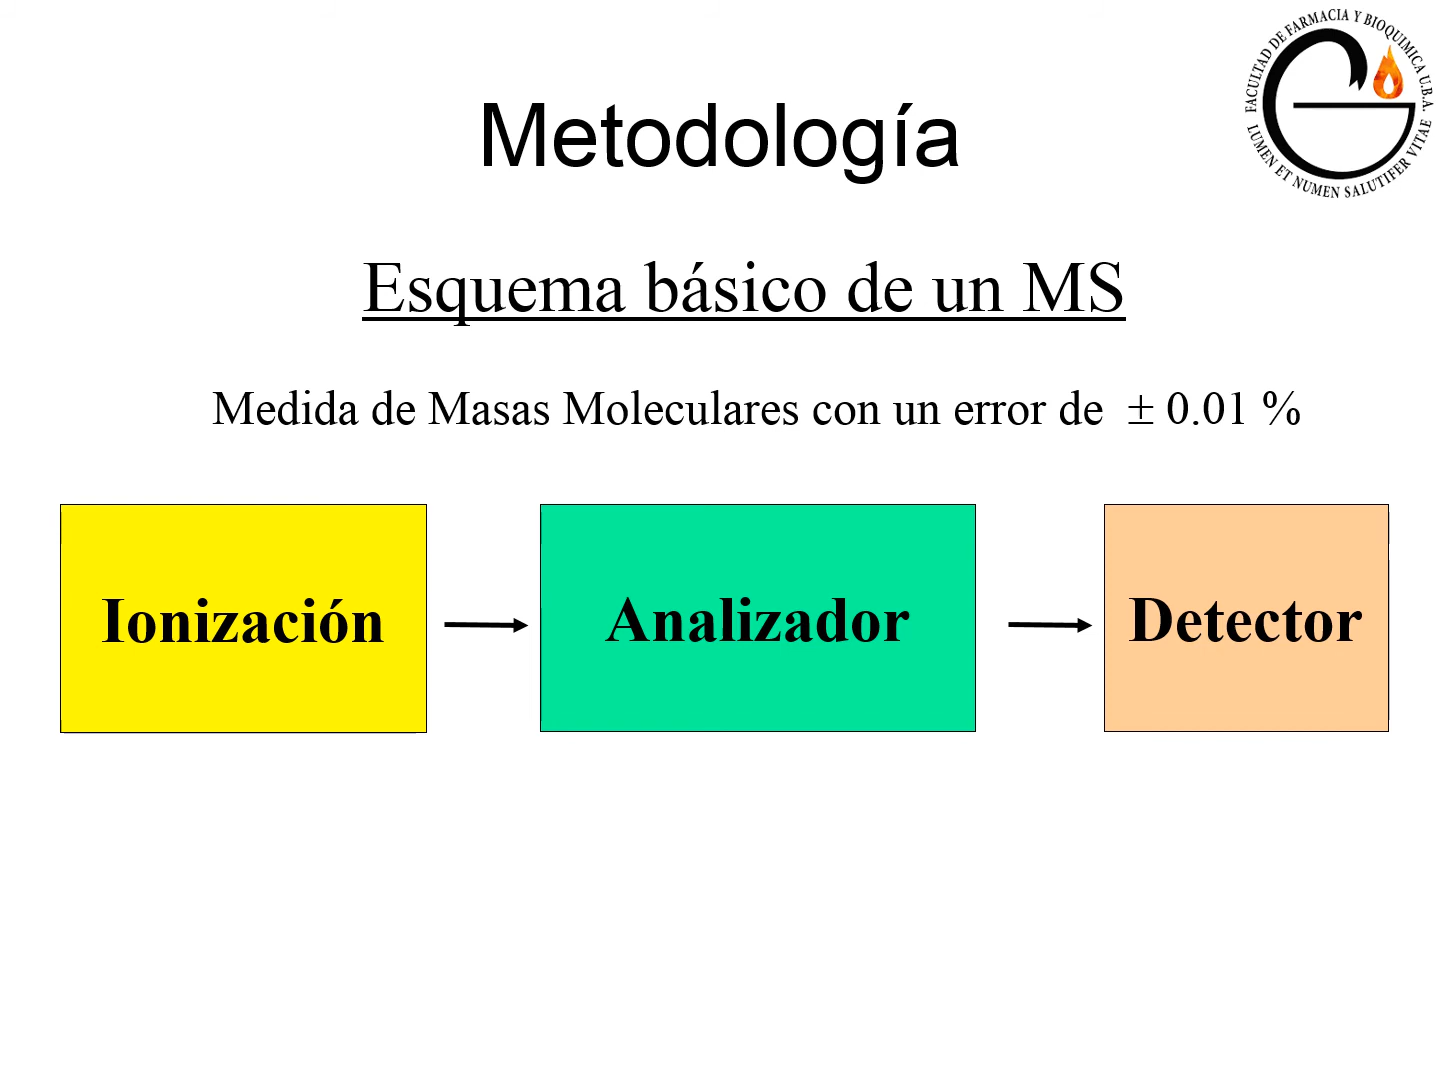 FACULTAD DE FARMACIA Y BIOQUIMICA U.B.A.
LUMEN ET NUMEN SALUTIFER VITAE
Metodología
Esquema básico de un MS
Medida de Masas Moleculares con un error de ± 0.01 %
Ionización
Analizador
Detector